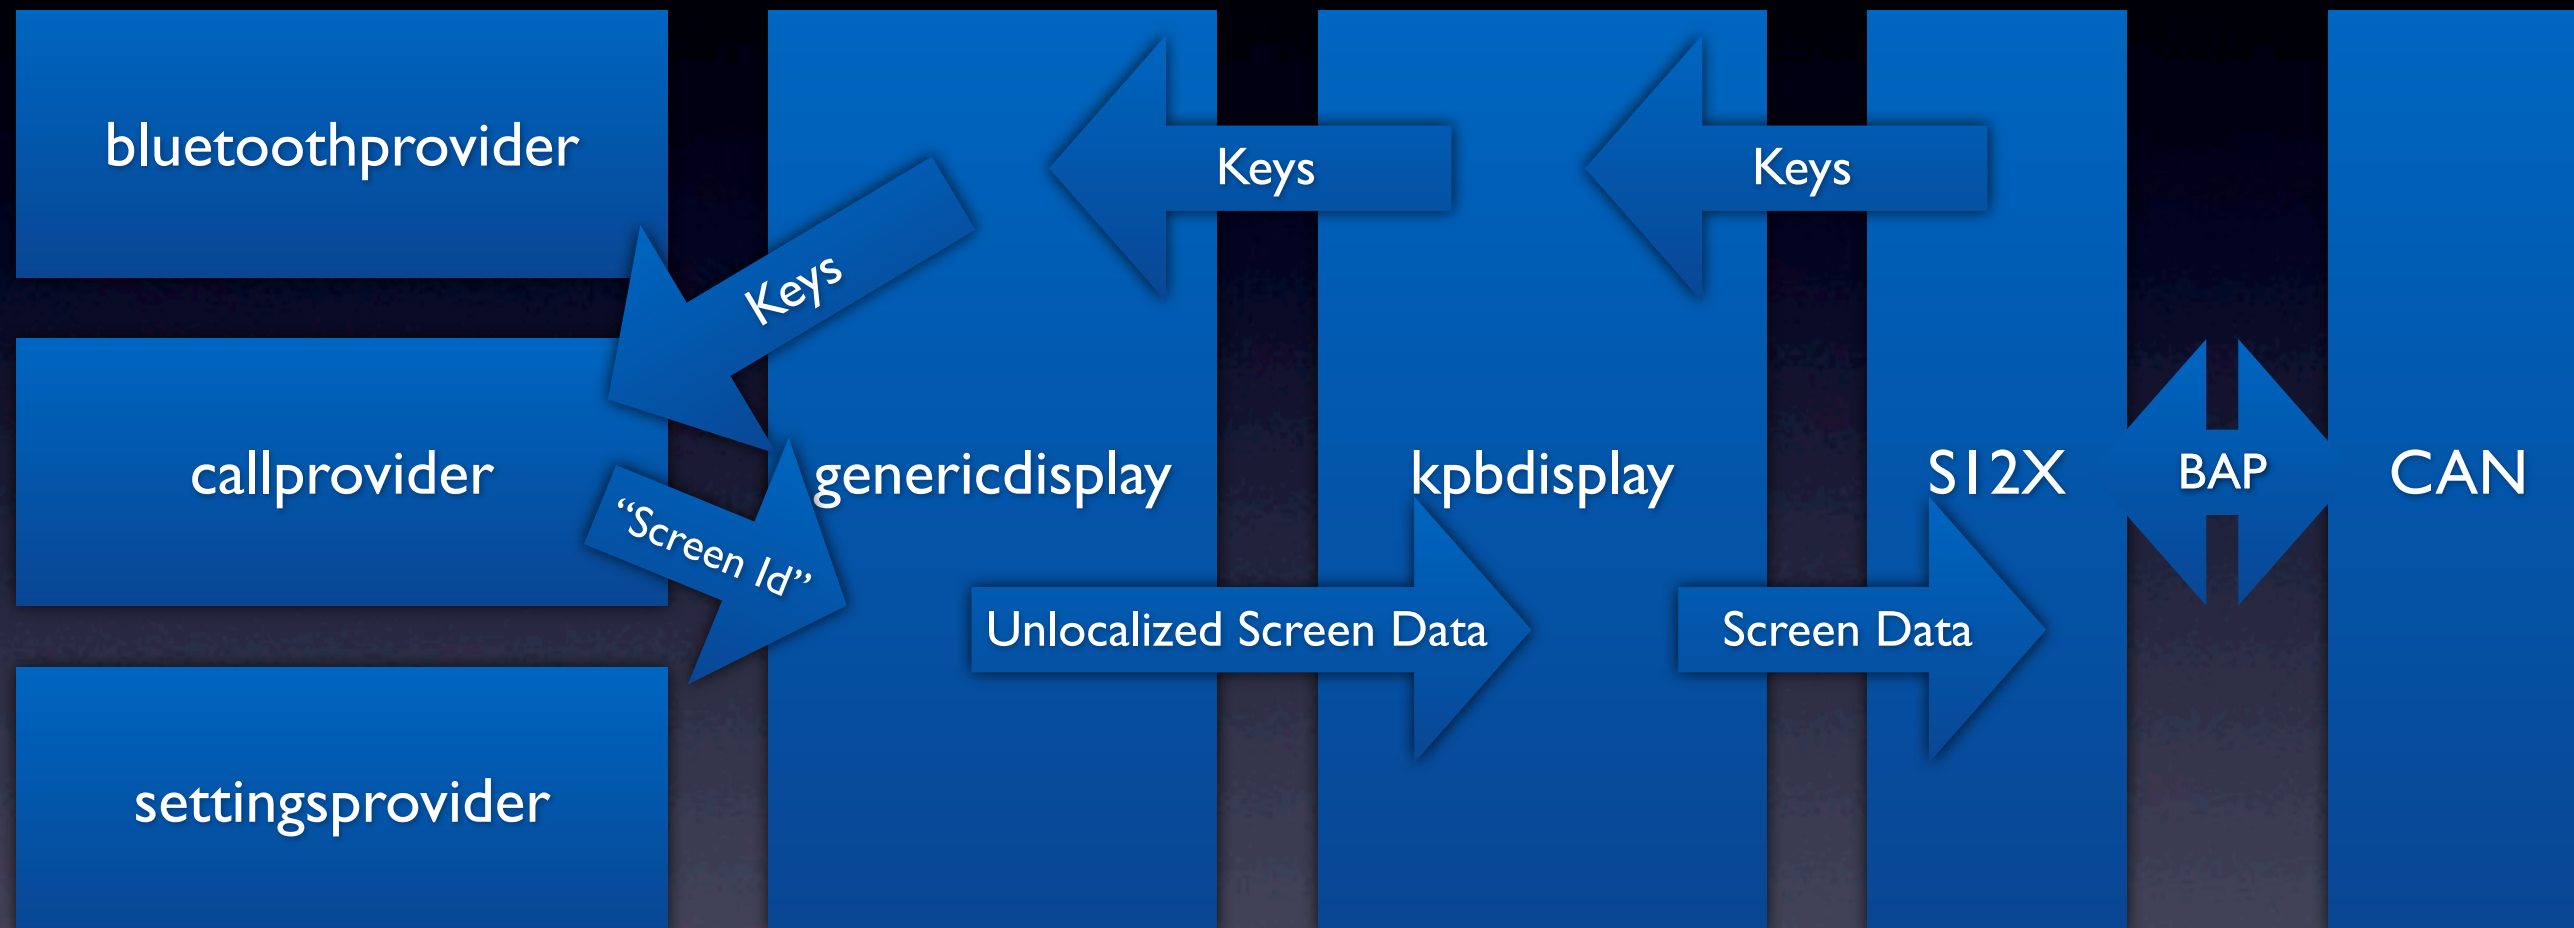 bluetoothprovider
Keys
Keys
Keys
callprovider
genericdisplay
kpbdisplay
S12X
BAP
CAN
“Screen Id”
Unlocalized Screen Data
Screen Data
settingsprovider